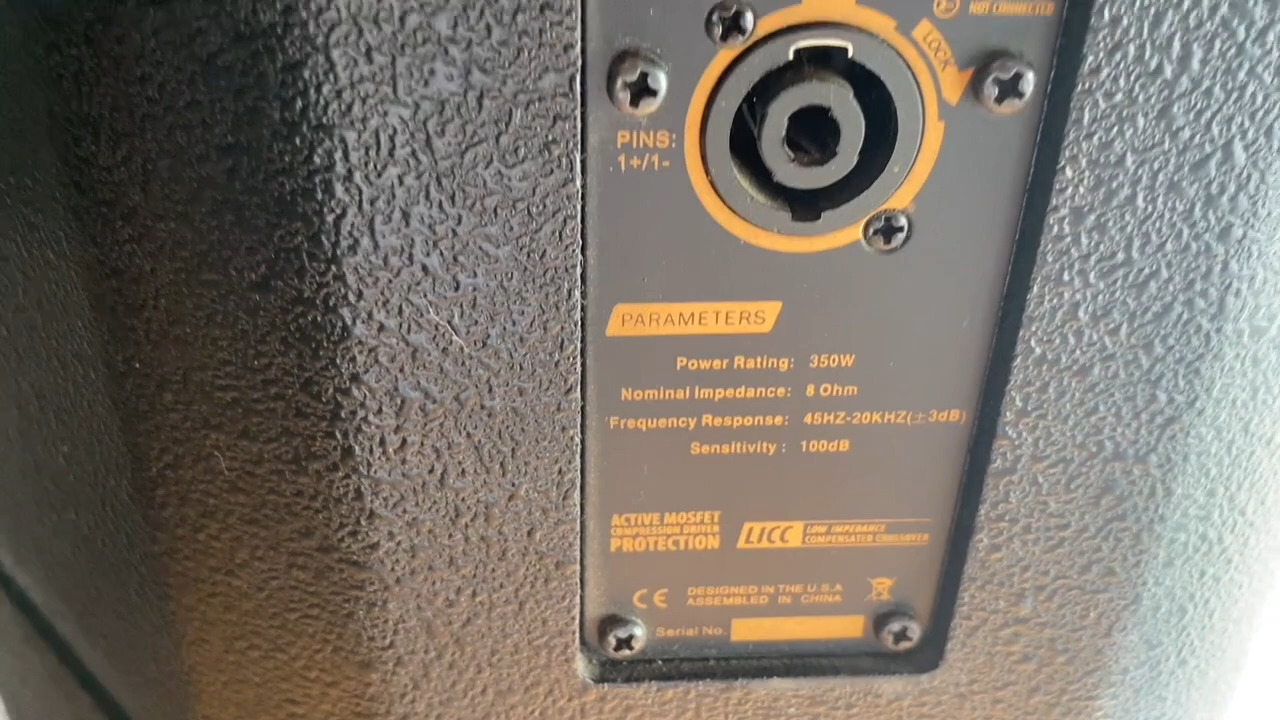 NOT CONNECTED
LOCK
PINS:
1+/1-
PARAMETERS
Power Rating: 350W
Nominal Impedance: 8 Ohm
Frequency Response: 45HZ-20KHZ(±3dB)
Sensitivity : 100dB
ACTIVE MOSFET
COMPRESSION DRIVER
PROTECTION
LICC
LOW IMPEDANCE
COMPENSATED CROSSOVER
CE
DESIGNED IN THE U.S.A
ASSEMBLED IN CHINA
Serial No.